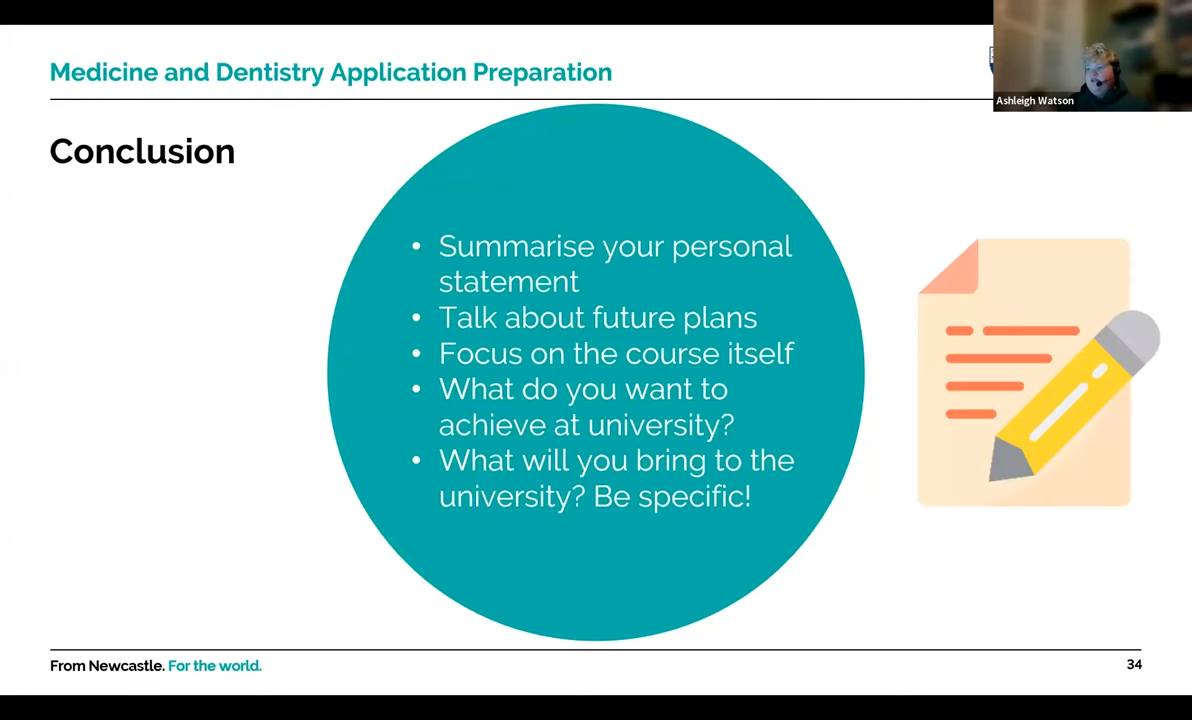 Medicine and Dentistry Application Preparation
Ashleigh Watson
Conclusion
• Summarise your personal
statement
• Talk about future plans
• Focus on the course itself
• What do you want to
achieve at university?
• What will you bring to the
university? Be specific!
From Newcastle. For the world.
34